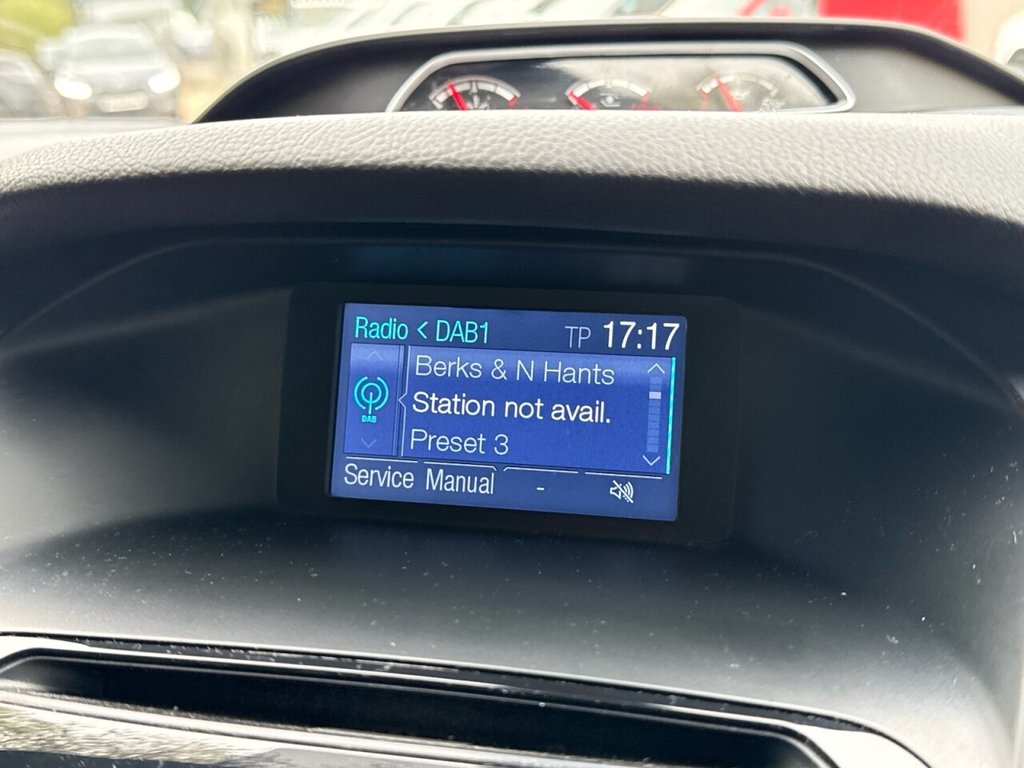 Radio < DAB1 TP 17:17
Berks & N Hants
DAB
Station not avail.
Preset 3
Service Manual -